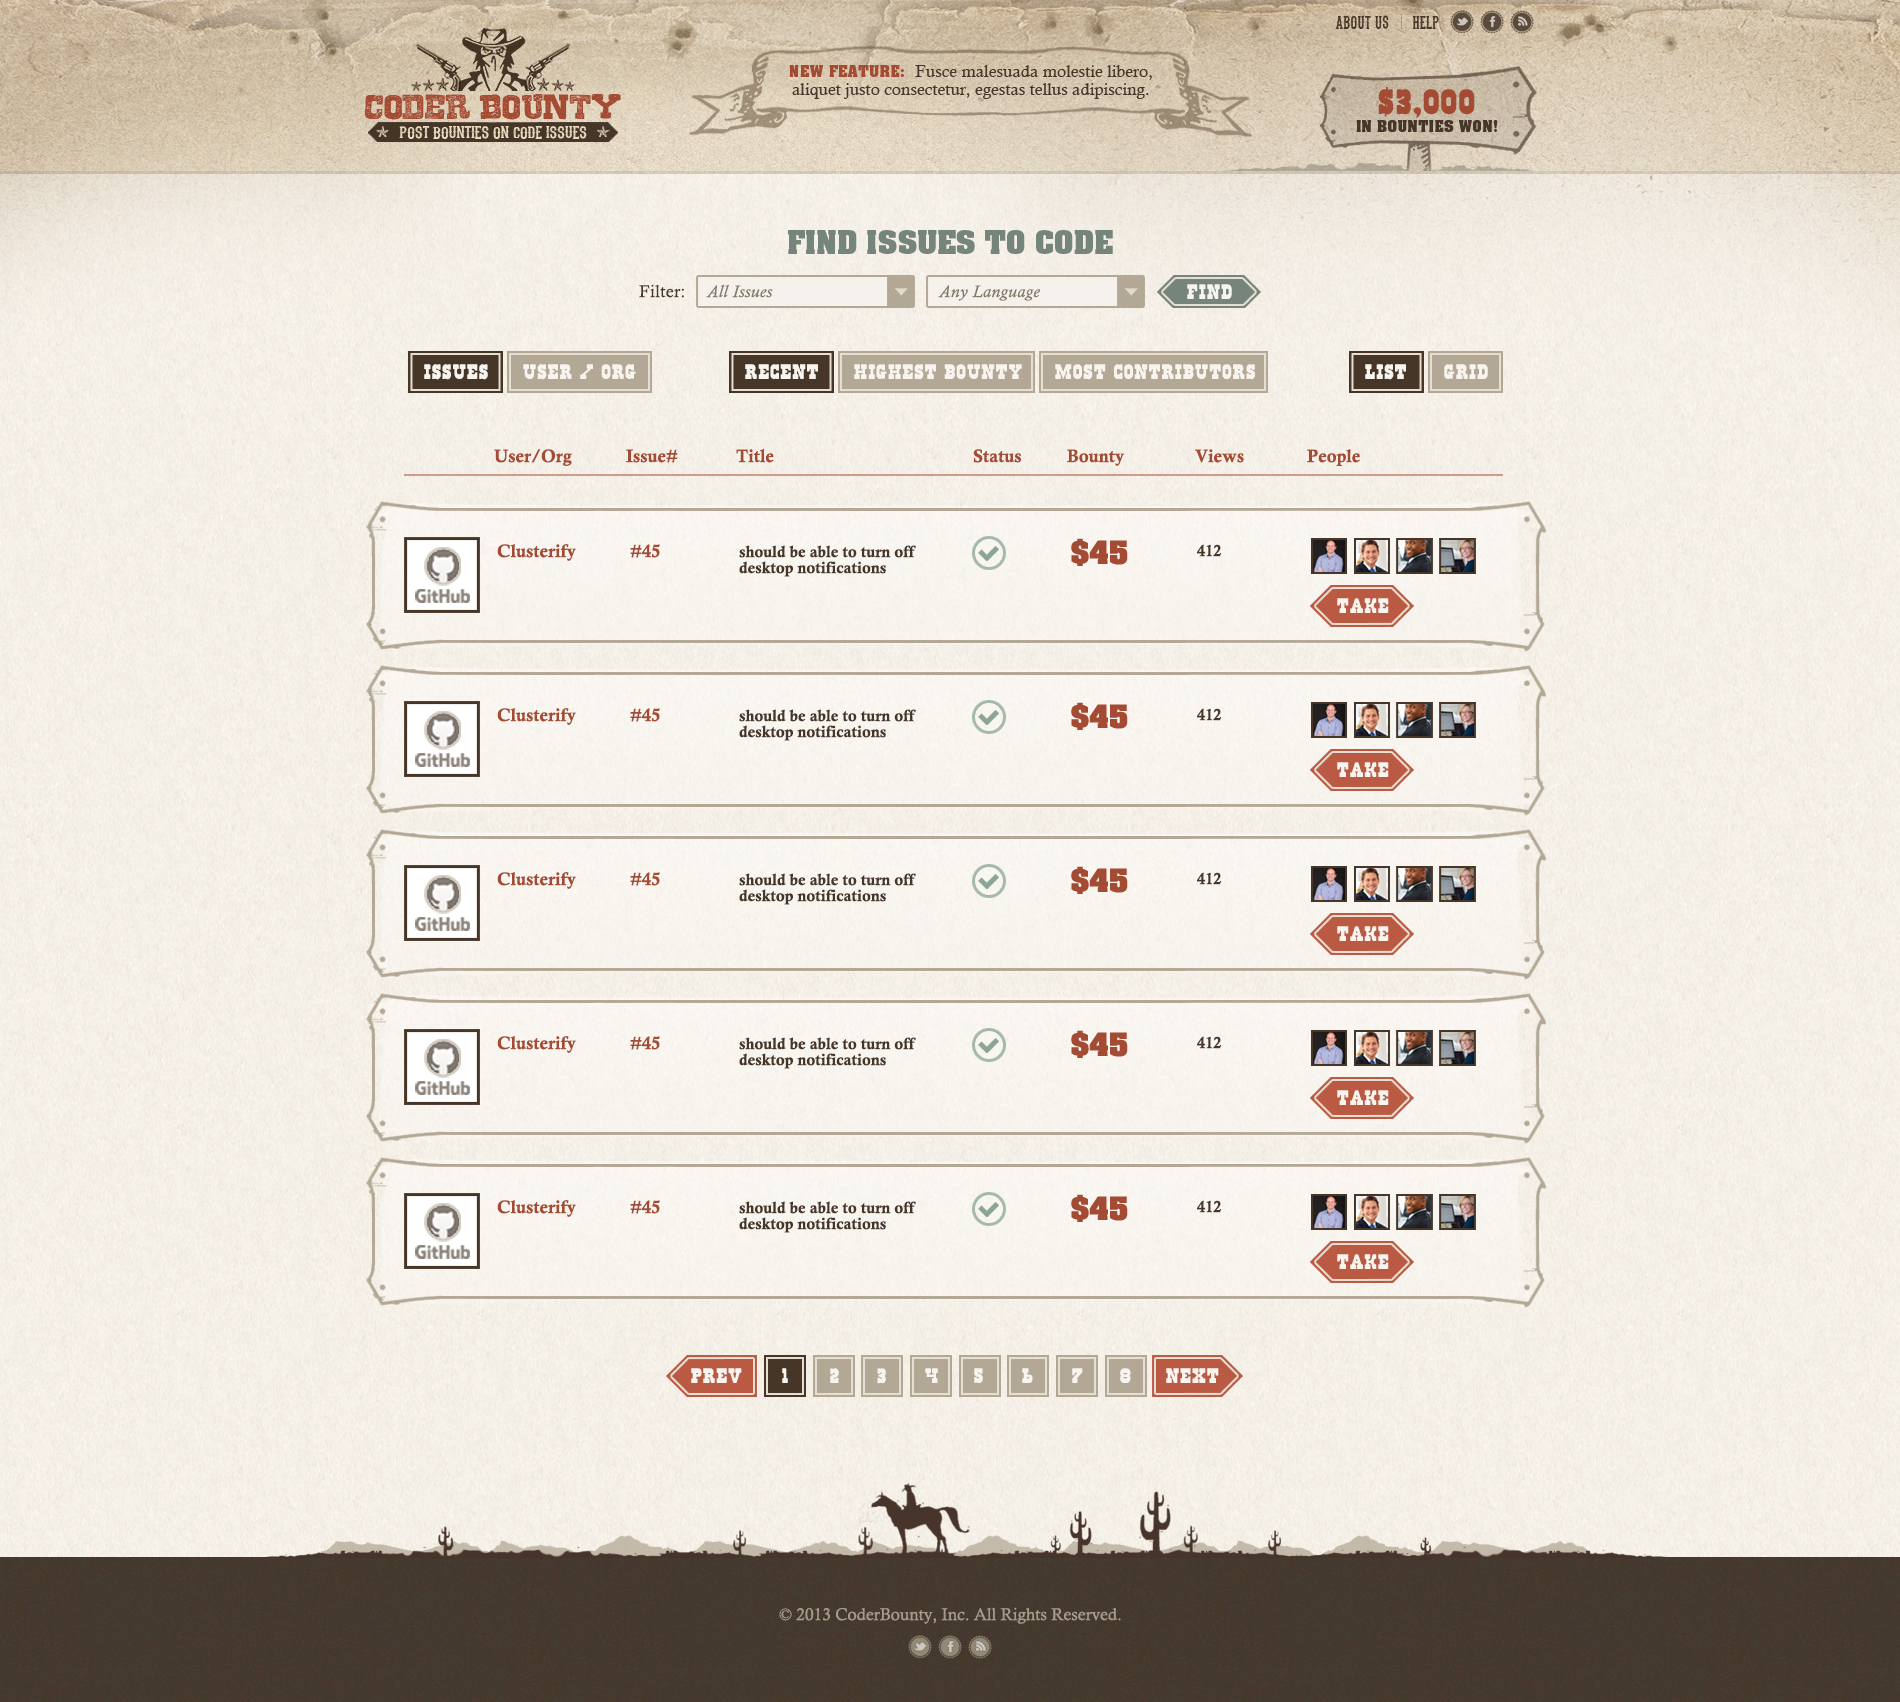 ABOUT US | HELP
CODER BOUNTY
POST BOUNTIES ON CODE ISSUES
NEW FEATURE: Fusce malesuada molestie libero,
aliquet justo consectetur, egestas tellus adipiscing.
$3,000
IN BOUNTIES WON!
FIND ISSUES TO CODE
Filter: All Issues Any Language FIND
ISSUES USER / ORG RECENT HIGHEST BOUNTY MOST CONTRIBUTORS LIST GRID
User/Org Issue# Title Status Bounty Views People
Clusterify #45 should be able to turn off $45 412
desktop notifications
GitHub
TAKE
Clusterify #45 should be able to turn off $45 412
desktop notifications
GitHub
TAKE
Clusterify #45 should be able to turn off $45 412
desktop notifications
GitHub
TAKE
Clusterify #45 should be able to turn off $45 412
desktop notifications
GitHub
TAKE
Clusterify #45 should be able to turn off $45 412
desktop notifications
GitHub
TAKE
PREV 1 2 3 4 5 6 7 8 NEXT
© 2013 CoderBounty, Inc. All Rights Reserved.